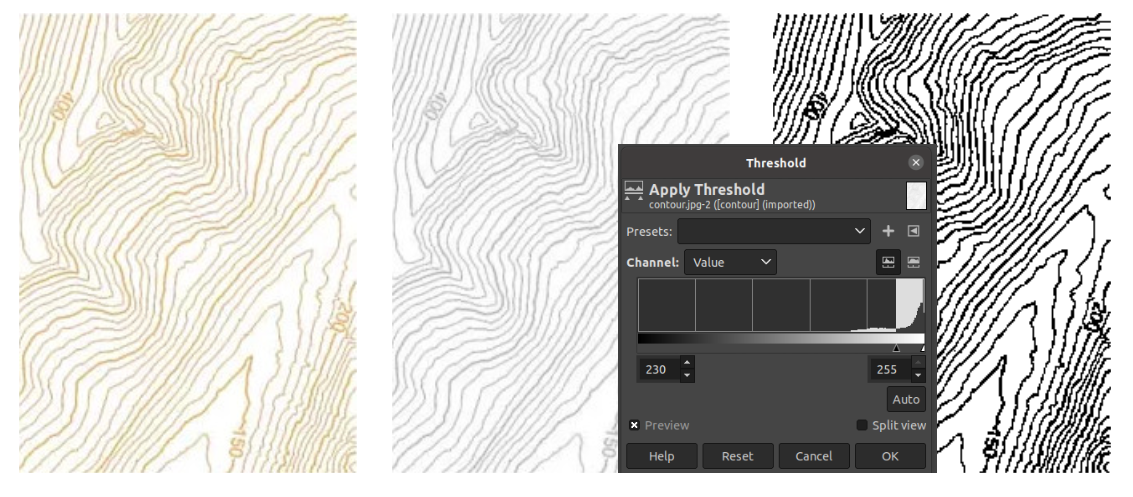 400
200
150
400
400
200
150
Threshold
Apply Threshold
contour.jpg-2 ([contour] (imported))
Presets:
Channel: Value
230 255
Auto
Preview Split view
Help Reset Cancel OK